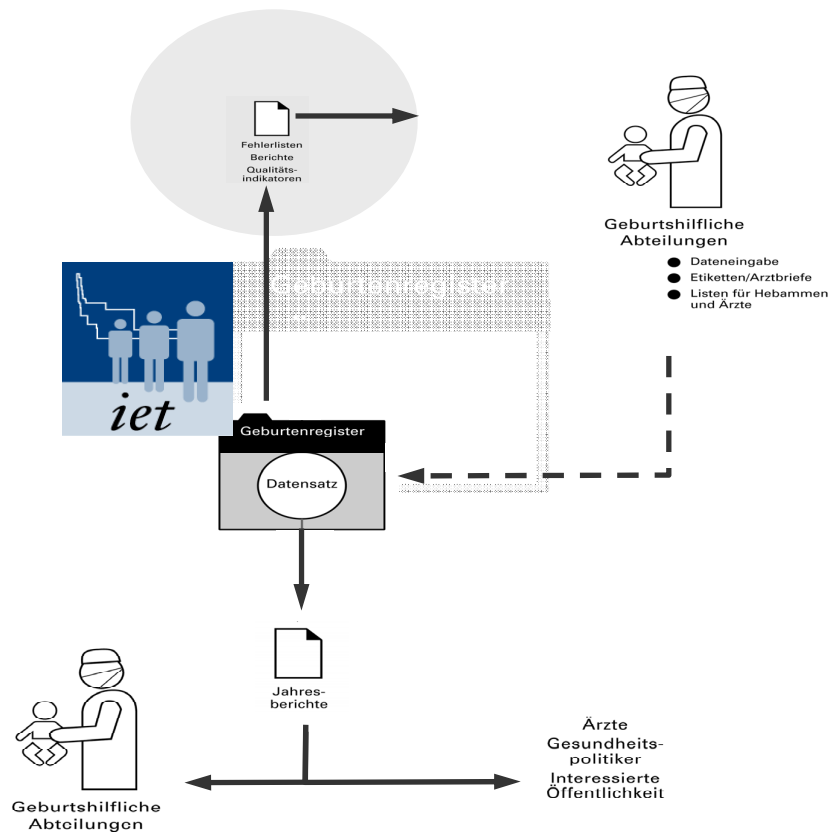 Fehlerlisten
Berichte
Qualitäts-
indikatoren
Geburtshilfliche
Abteilungen
Dateneingabe
Etiketten/Arztbriefe
Listen für Hebammen
und Ärzte
Geburtenregister
iet
Geburtenregister
Datensatz
Jahres-
berichte
Ärzte
Gesundheits-
politiker
Interessierte
Öffentlichkeit
Geburtshilfliche
Abteilungen